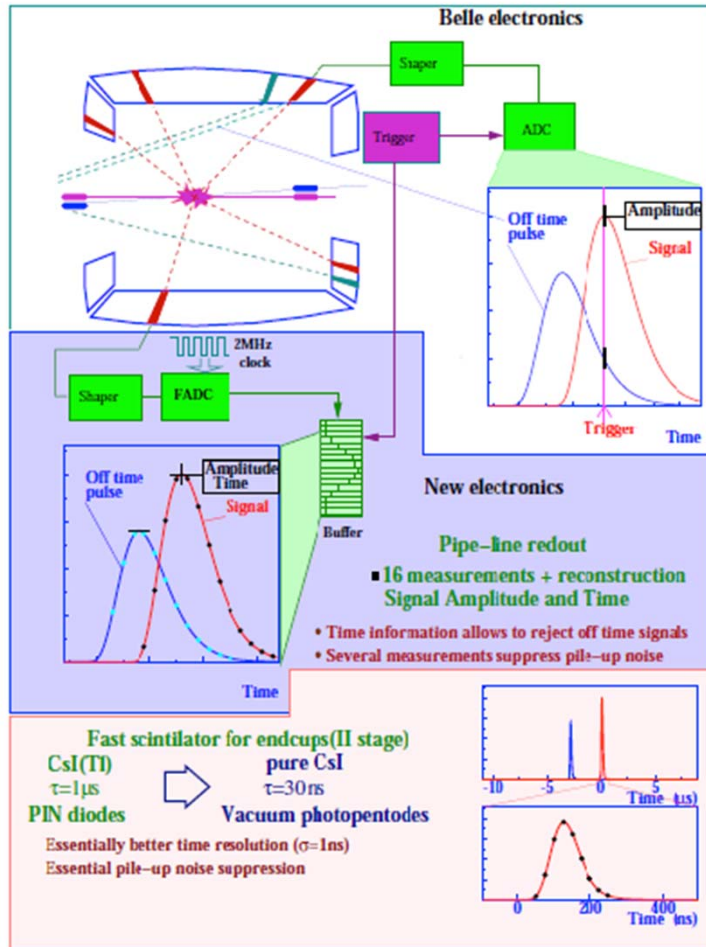 Belle electronics
Shaper
Trigger
ADC
Amplitude
Off time
pulse
Signal
Trigger
Time
2MHz
clock
Shaper
FADC
Buffer
Amplitude
Time
Off time
pulse
Signal
Time
New electronics
Pipe−line redout
16 measurements + reconstruction
Signal Amplitude and Time
• Time information allows to reject off time signals
• Several measurements suppress pile−up noise
Fast scintilator for endcups(II stage)
CsI(Tl) pure CsI
τ=1μs τ=30ns
PIN diodes Vacuum photopentodes
Essentially better time resolution (σ=1ns)
Essential pile−up noise suppression
−10 −5 0 5
Time (μs)
0 200 400
Time (ns)